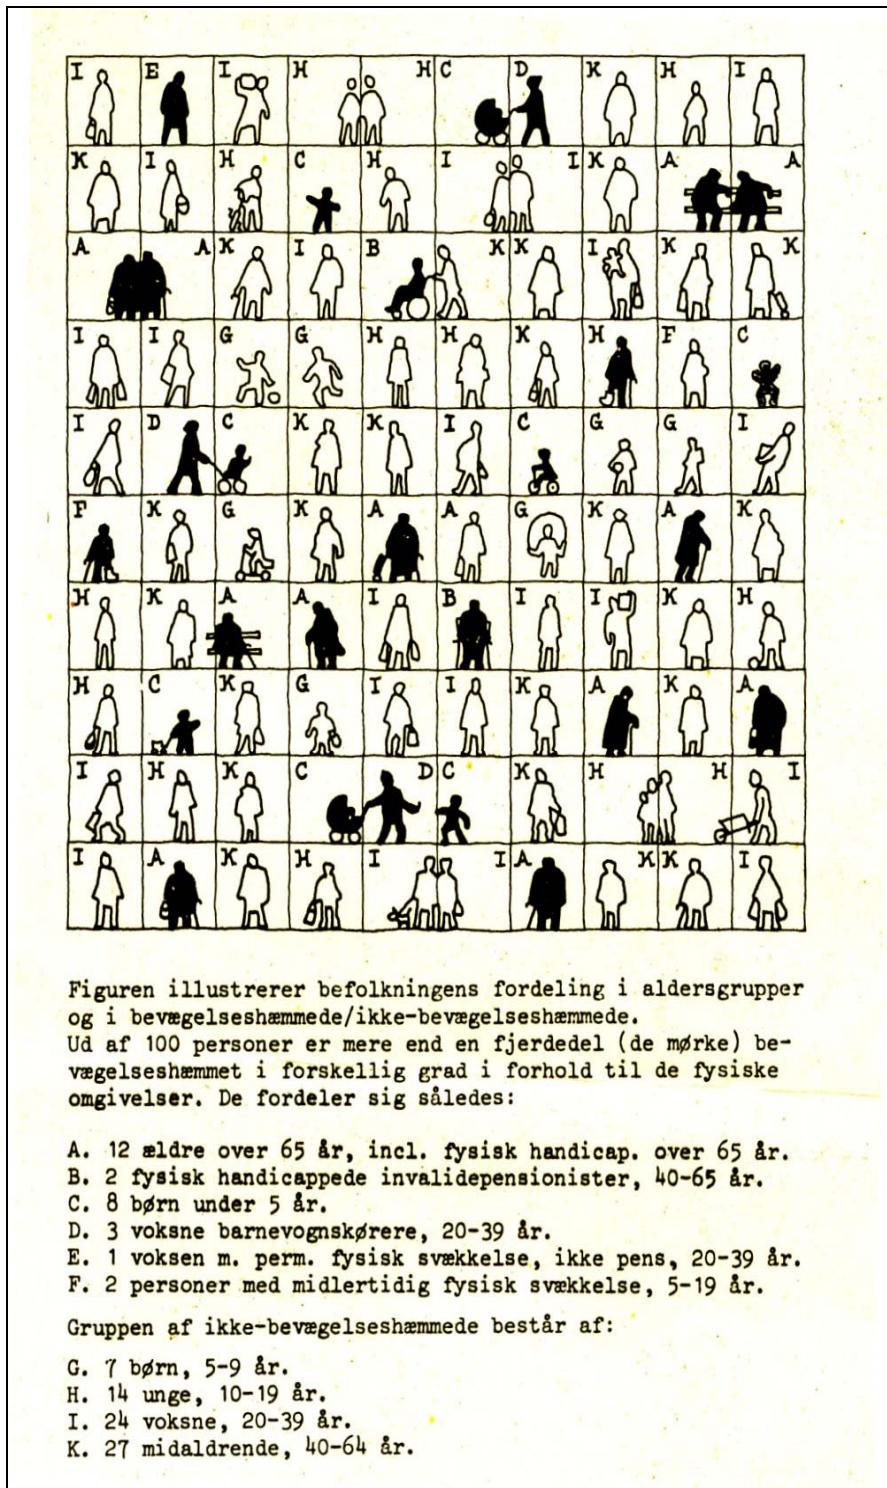 I E I H H C D K H I
K I H C H I I K A A
A A K I B K K I K K
I I G G H H K H F C
I D C K K I C G G I
F K G K A A G K A K
H K A A I B I I K H
H C K G I I K A K A
I H K C D C K H H I
I A K H I I A K K I
Figuren illustrerer befolkningens fordeling i aldersgrupper
og i bevægelseshæmmede/ikke-bevægelseshæmmede.
Ud af 100 personer er mere end en fjerdedel (de mørke) be-
vægelseshæmmet i forskellig grad i forhold til de fysiske
omgivelser. De fordeler sig således:
A. 12 ældre over 65 år, incl. fysisk handicap. over 65 år.
B. 2 fysisk handicappede invalidepensionister, 40-65 år.
C. 8 børn under 5 år.
D. 3 voksne barnevognskørere, 20-39 år.
E. 1 voksen m. perm. fysisk svækkelse, ikke pens, 20-39 år.
F. 2 personer med midlertidig fysisk svækkelse, 5-19 år.
Gruppen af ikke-bevægelseshæmmede består af:
G. 7 børn, 5-9 år.
H. 14 unge, 10-19 år.
I. 24 voksne, 20-39 år.
K. 27 midaldrende, 40-64 år.